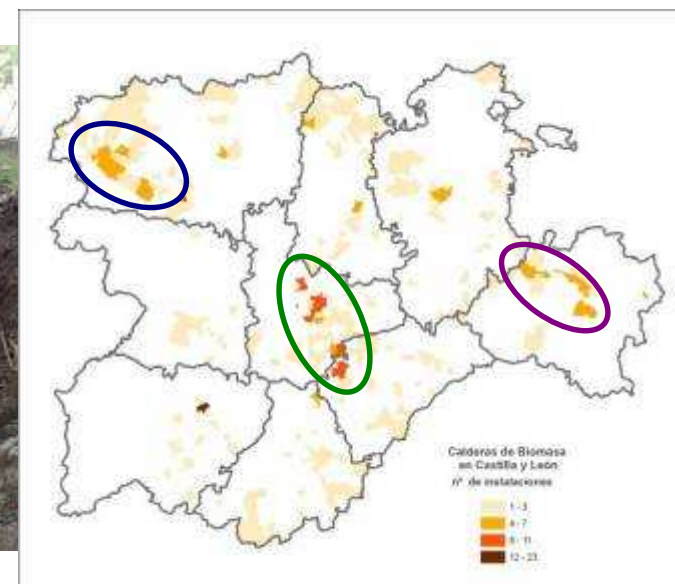 Calderas de Biomasa
en Castilla y León
nº de instalaciones
1 - 3
4 - 7
8 - 11
12 - 23